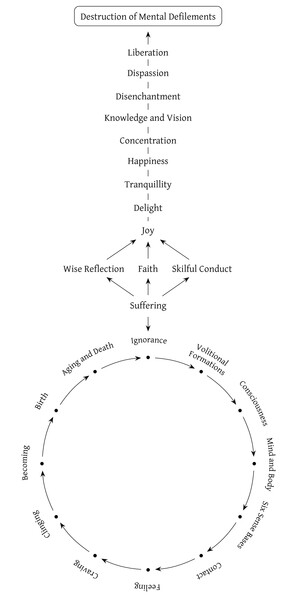 Destruction of Mental Defilements
Liberation
Dispassion
Disenchantment
Knowledge and Vision
Concentration
Happiness
Tranquillity
Delight
Joy
Wise Reflection Faith Skilful Conduct
Suffering
Ignorance
Volitional
Formations
Consciousness
Mind and Body
Six Sense Bases
Contact
Feeling
Craving
Clinging
Becoming
Birth
Aging and Death